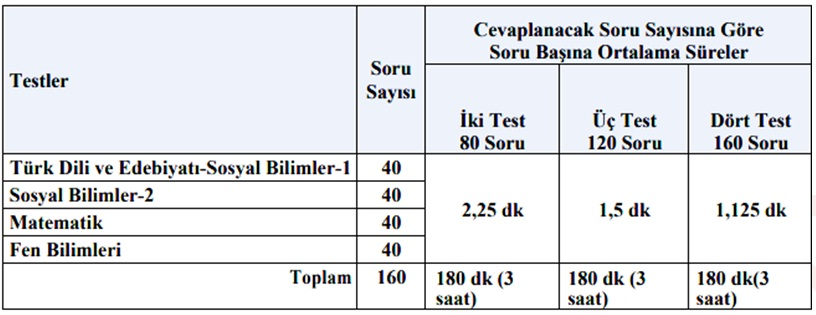 Testler
Soru
Sayısı
Cevaplanacak Soru Sayısına Göre
Soru Başına Ortalama Süreler
İki Test
80 Soru
Üç Test
120 Soru
Dört Test
160 Soru
Türk Dili ve Edebiyatı-Sosyal Bilimler-1 40
Sosyal Bilimler-2 40
Matematik 40
Fen Bilimleri 40
2,25 dk 1,5 dk 1,125 dk
Toplam 160
180 dk (3
saat)
180 dk (3
saat)
180 dk(3
saat)